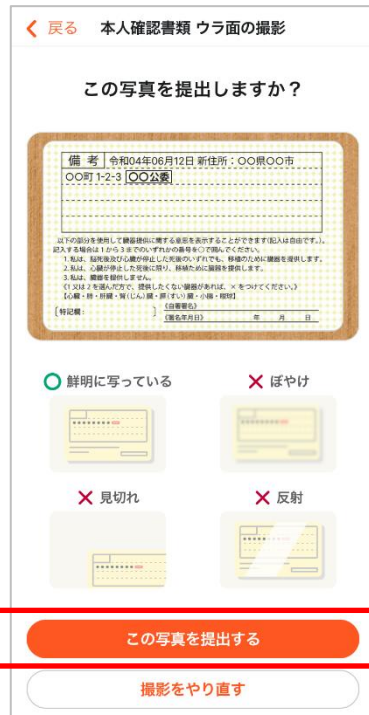 戻る 本人確認書類 ウラ面の撮影
この写真を提出しますか？
備 考 令和04年06月12日 新住所：〇〇県〇〇市
〇〇町 1-2-3 〇〇公委
以下の部分を使用して臓器提供に関する意思を表示することができます(記入は自由です。)。
記入する場合は1から3までのいずれかの番号を○で囲んでください。
1.私は、脳死後及び心臓が停止した死後のいずれでも、移植のために臓器を提供します。
2.私は、心臓が停止した死後に限り、移植のために臓器を提供します。
3.私は、臓器を提供しません。
《1又は2を選んだ方で、提供したくない臓器があれば、×をつけてください。》
【心臓・肺・肝臓・腎(じん)臓・膵(すい)臓・小腸・眼球】
[特記欄： ] 《自署署名》
《署名年月日》 年 月 日
鮮明に写っている ぼやけ
見切れ 反射
この写真を提出する
撮影をやり直す